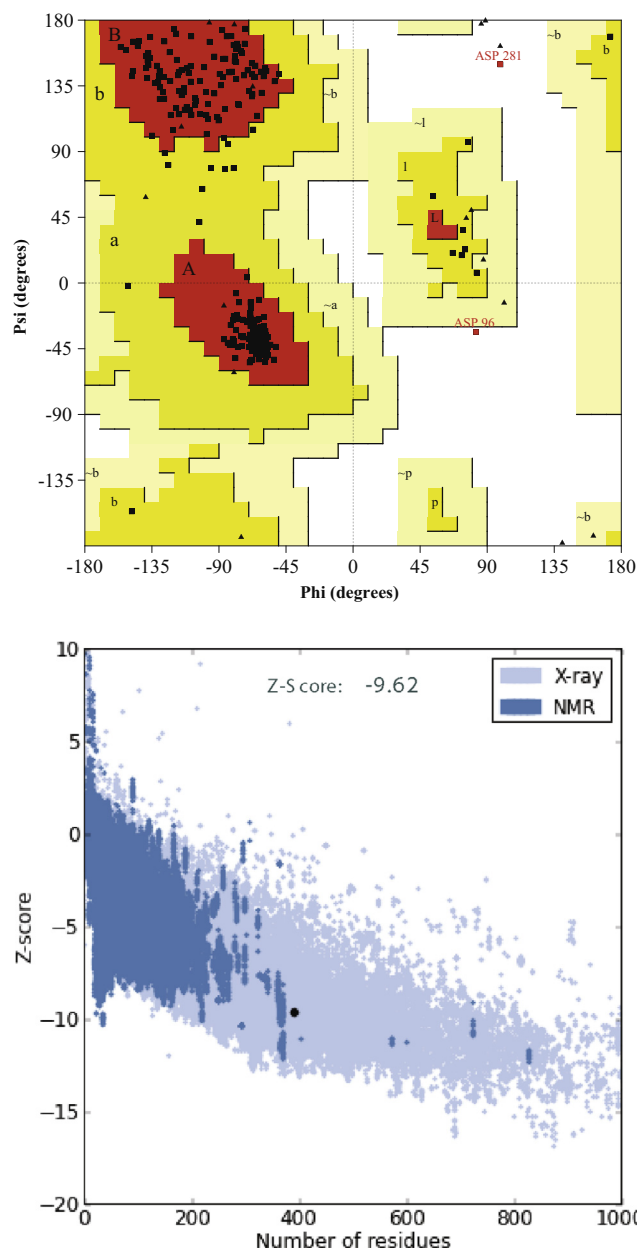 180
B
~b
b
ASP 281
135
b
~b
~l
90
l
45
L
a
A
0
~a
-45
ASP 96
-90
-135
~b
~p
b
p
~b
-180
-180 -135 -90 -45 0 45 90 135 180
Phi (degrees)
Psi (degrees)
10
Z-S core: -9.62
X-ray
NMR
5
0
−5
−10
−15
−20
0 200 400 600 800 1000
Number of residues
Z-score